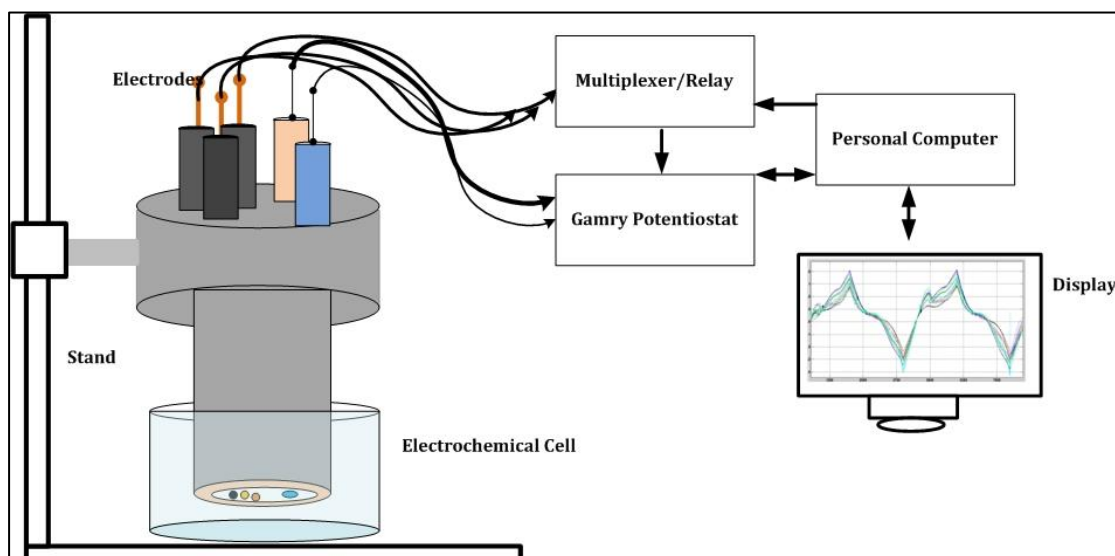 Electrodes
Multiplexer/Relay
Personal Computer
Gamry Potentiostat
Display
Stand
Electrochemical Cell